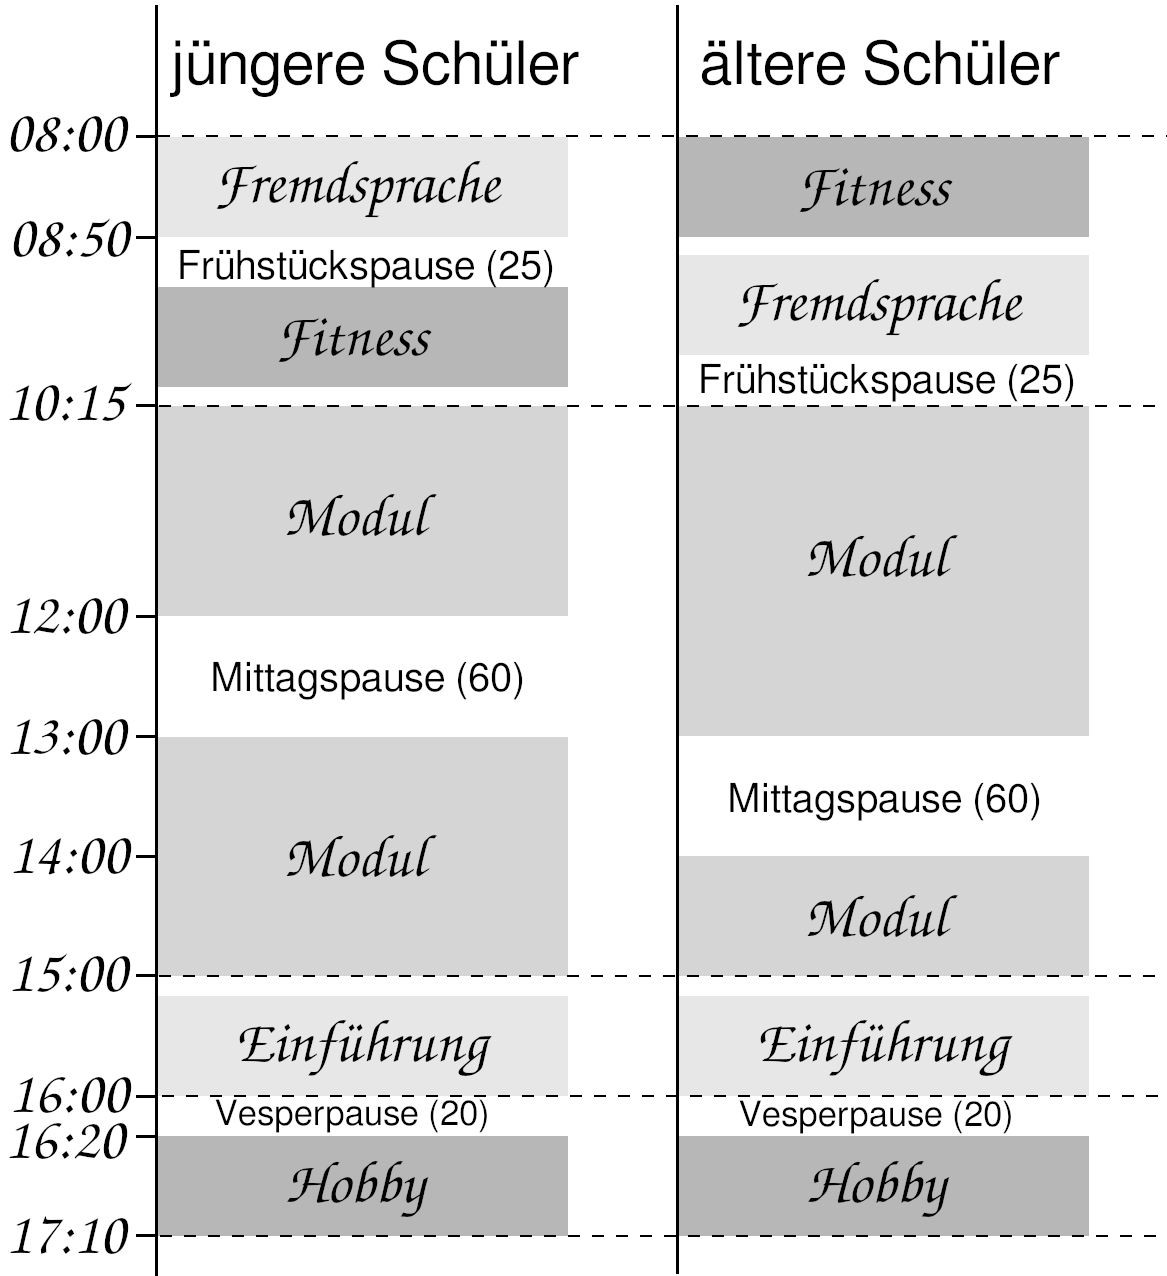 jüngere Schüler
ältere Schüler
08:00
Fremdsprache
Fitness
08:50
Frühstückspause (25)
Fremdsprache
Fitness
Frühstückspause (25)
10:15
Modul
Modul
12:00
Mittagspause (60)
13:00
Mittagspause (60)
14:00
Modul
Modul
15:00
Einführung
Einführung
16:00
Vesperpause (20)
Vesperpause (20)
16:20
Hobby
Hobby
17:10